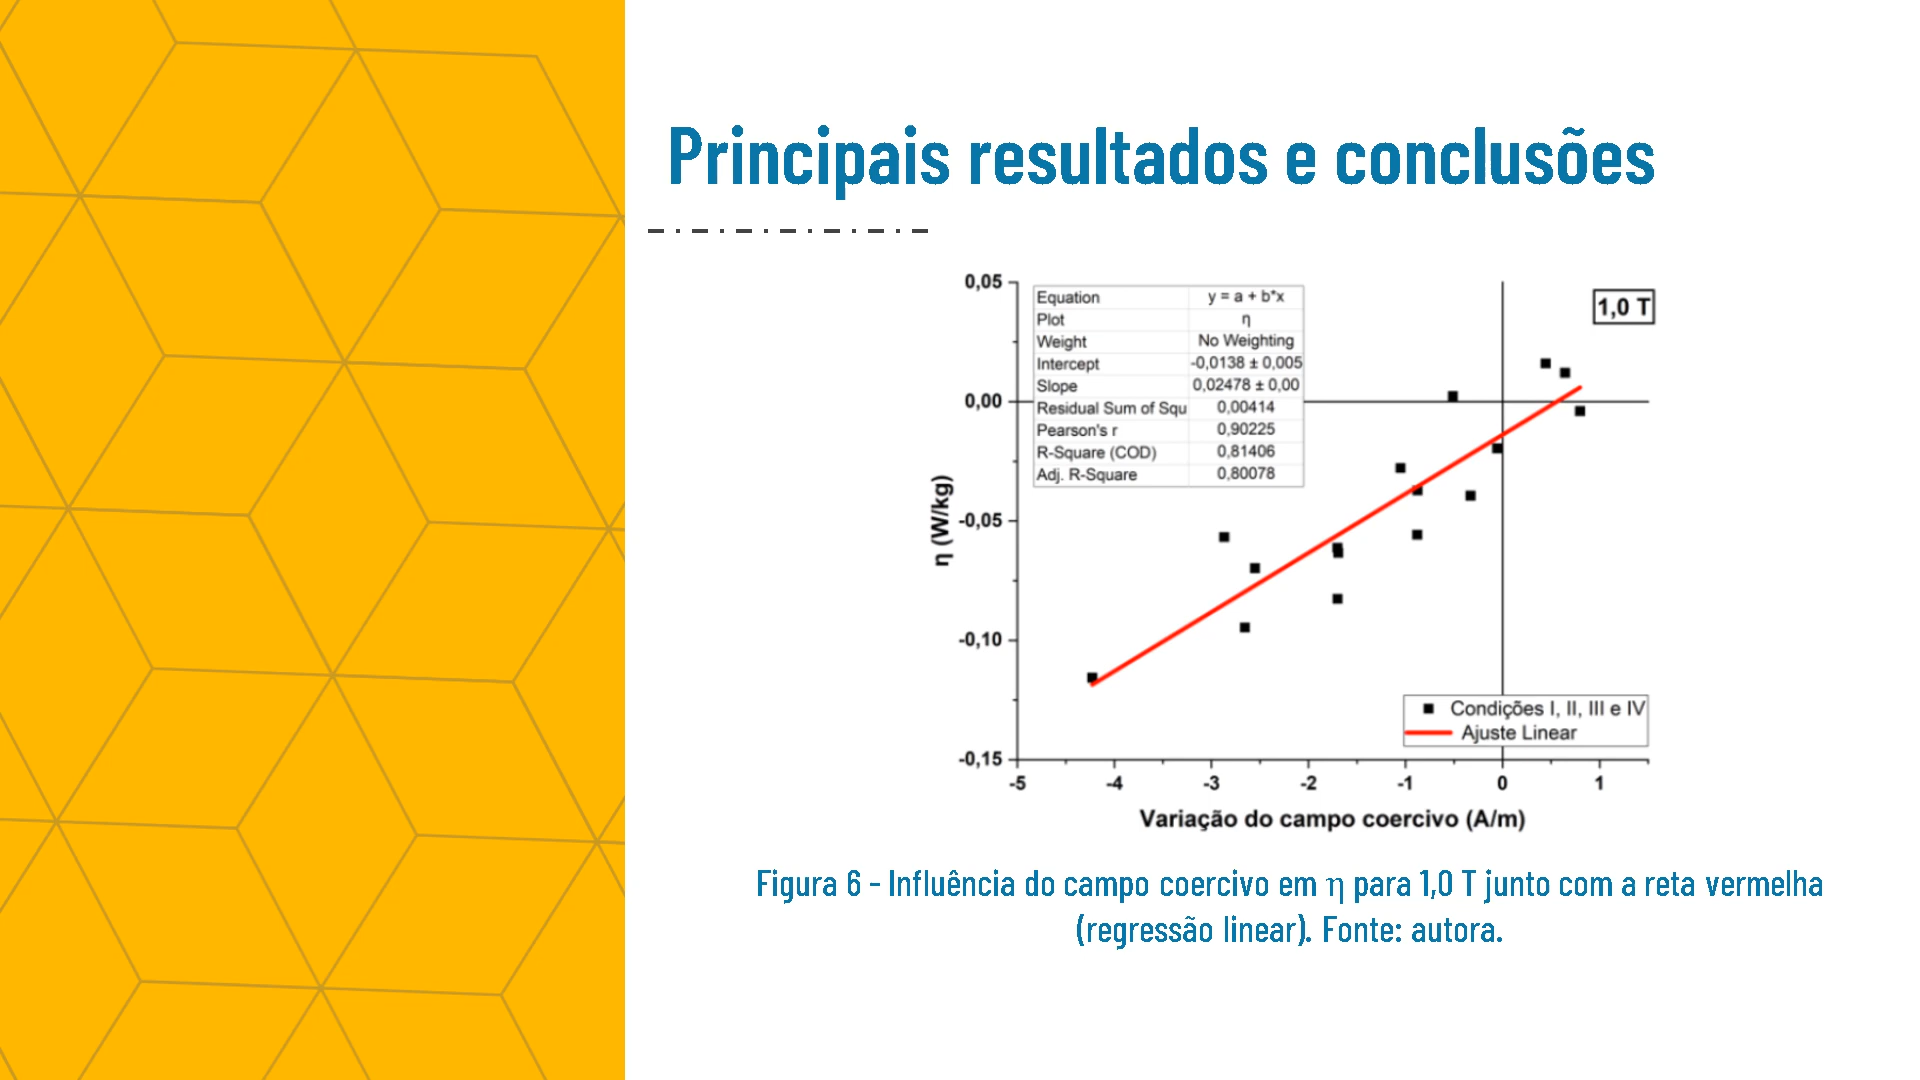 Principais resultados e conclusões
0,05
0,00
-0,05
-0,10
-0,15
η (W/kg)
Equation y = a + b*x
Plot η
Weight No Weighting
Intercept -0,0138 ± 0,005
Slope 0,02478 ± 0,00
Residual Sum of Squ 0,00414
Pearson's r 0,90225
R-Square (COD) 0,81406
Adj. R-Square 0,80078
1,0 T
Condições I, II, III e IV
Ajuste Linear
-5 -4 -3 -2 -1 0 1
Variação do campo coercivo (A/m)
Figura 6 - Influência do campo coercivo em η para 1,0 T junto com a reta vermelha
(regressão linear). Fonte: autora.